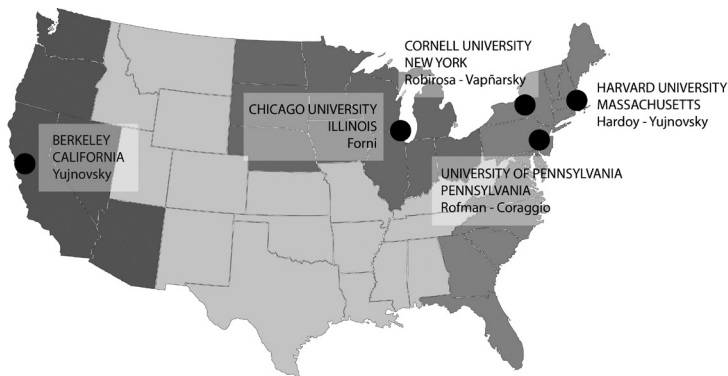 CORNELL UNIVERSITY
NEW YORK
Robirosa - Vapñarsky
HARVARD UNIVERSITY
MASSACHUSETTS
Hardoy - Yujnovsky
CHICAGO UNIVERSITY
ILLINOIS
Forni
BERKELEY
CALIFORNIA
Yujnovsky
UNIVERSITY OF PENNSYLVANIA
PENNSYLVANIA
Rofman - Coraggio